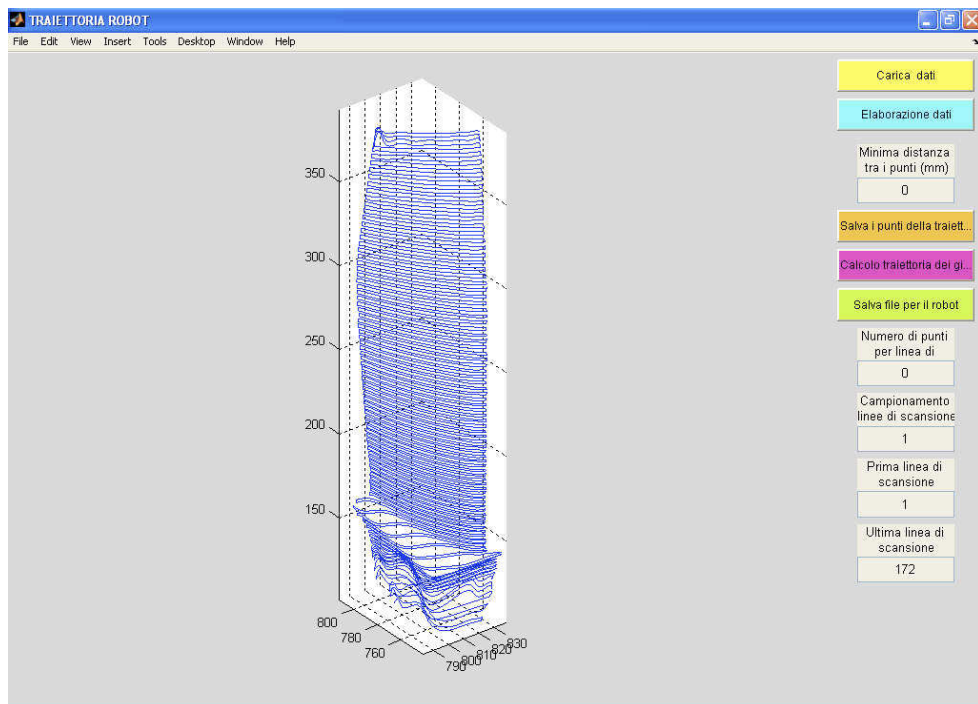 TRAIETTORIA ROBOT
File Edit View Insert Tools Desktop Window Help
Carica dati
Elaborazione dati
Minima distanza
tra i punti (mm)
0
Salva i punti della traiett...
Calcolo traiettoria dei gi...
Salva file per il robot
Numero di punti
per linea di
0
Campionamento
linee di scansione
1
Prima linea di
scansione
1
Ultima linea di
scansione
172
350
300
250
200
150
800
780
760
790
800
810
820
830